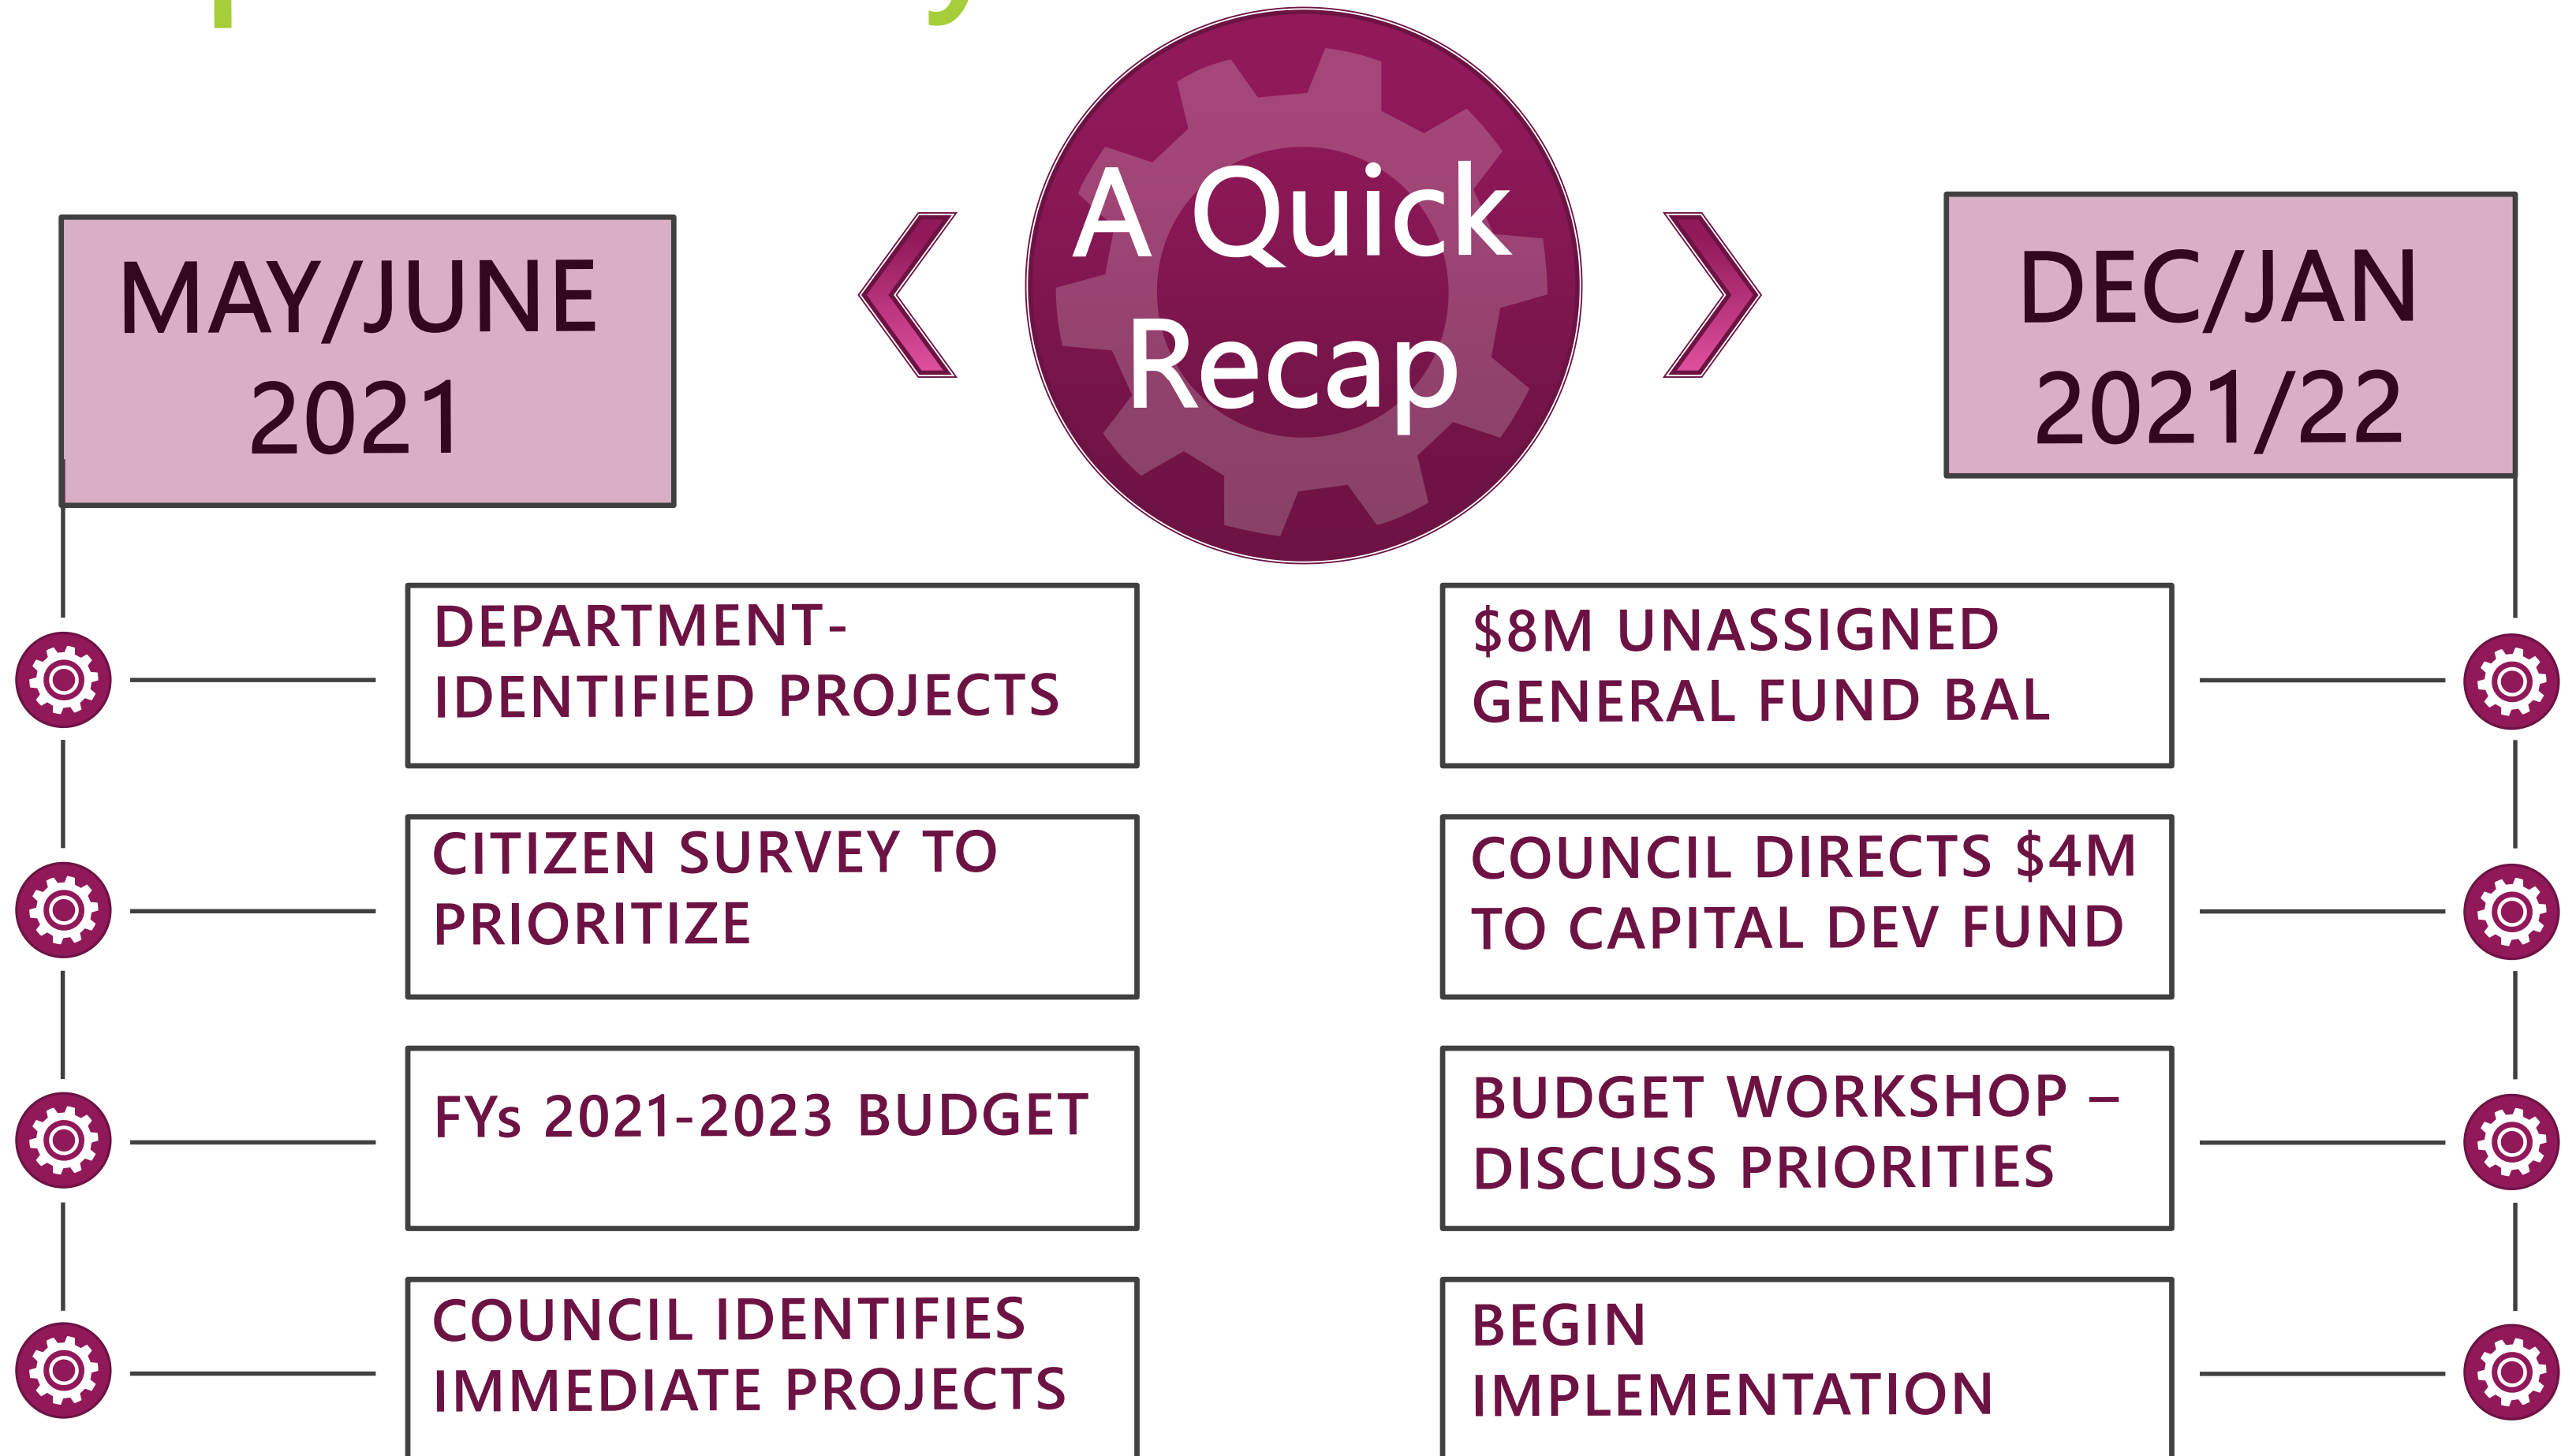 A Quick
Recap
MAY/JUNE
2021
DEPARTMENT-
IDENTIFIED PROJECTS
CITIZEN SURVEY TO
PRIORITIZE
FYs 2021-2023 BUDGET
COUNCIL IDENTIFIES
IMMEDIATE PROJECTS
DEC/JAN
2021/22
$8M UNASSIGNED
GENERAL FUND BAL
COUNCIL DIRECTS $4M
TO CAPITAL DEV FUND
BUDGET WORKSHOP –
DISCUSS PRIORITIES
BEGIN
IMPLEMENTATION